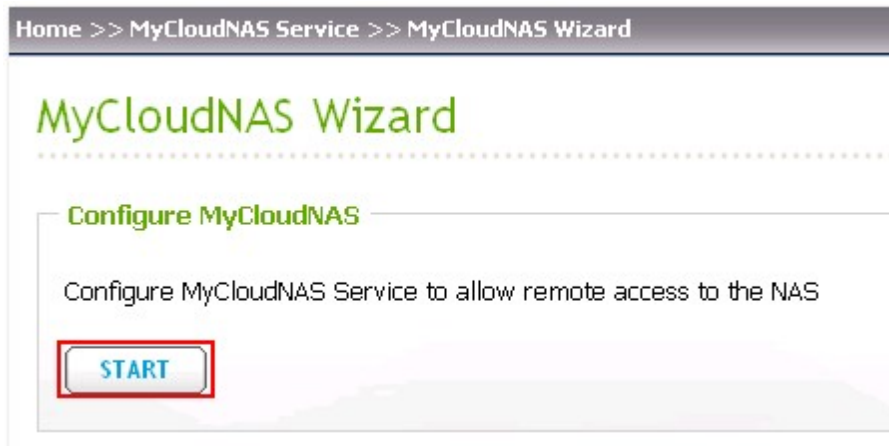 Home >> MyCloudNAS Service >> MyCloudNAS Wizard
MyCloudNAS Wizard
Configure MyCloudNAS
Configure MyCloudNAS Service to allow remote access to the NAS
START